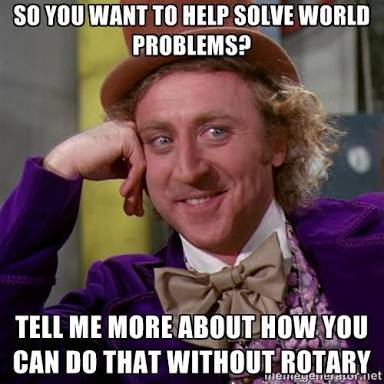 SO YOU WANT TO HELP SOLVE WORLD
PROBLEMS?
TELL ME MORE ABOUT HOW YOU
CAN DO THAT WITHOUT ROTARY
memegenerator.net